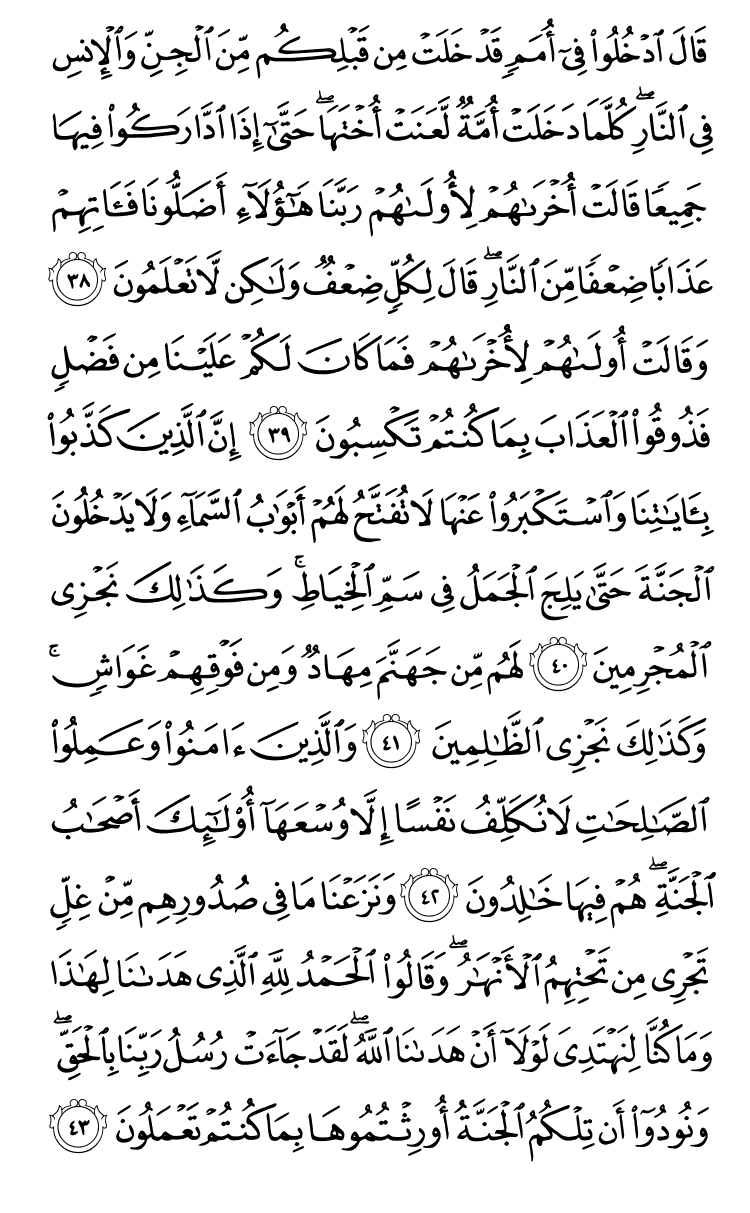 قَالَ ٱدْخُلُوا۟ فِىٓ أُمَمٍ قَدْ خَلَتْ مِن قَبْلِكُم مِّنَ ٱلْجِنِّ وَٱلْإِنسِ
فِى ٱلنَّارِ ۖ كُلَّمَا دَخَلَتْ أُمَّةٌ لَّعَنَتْ أُخْتَهَا ۖ حَتَّىٰٓ إِذَا ٱدَّارَكُوا۟ فِيهَا
جَمِيعًا قَالَتْ أُخْرَىٰهُمْ لِأُولَىٰهُمْ رَبَّنَا هَـٰٓؤُلَآءِ أَضَلُّونَا فَـَٔاتِهِمْ
عَذَابًا ضِعْفًا مِّنَ ٱلنَّارِ ۖ قَالَ لِكُلٍّ ضِعْفٌ وَلَـٰكِن لَّا تَعْلَمُونَ ٣٨
وَقَالَتْ أُولَىٰهُمْ لِأُخْرَىٰهُمْ فَمَا كَانَ لَكُمْ عَلَيْنَا مِن فَضْلٍ
فَذُوقُوا۟ ٱلْعَذَابَ بِمَا كُنتُمْ تَكْسِبُونَ ٣٩ إِنَّ ٱلَّذِينَ كَذَّبُوا۟
بِـَٔايَـٰتِنَا وَٱسْتَكْبَرُوا۟ عَنْهَا لَا تُفَتَّحُ لَهُمْ أَبْوَٰبُ ٱلسَّمَآءِ وَلَا يَدْخُلُونَ
ٱلْجَنَّةَ حَتَّىٰ يَلِجَ ٱلْجَمَلُ فِى سَمِّ ٱلْخِيَاطِ ۚ وَكَذَٰلِكَ نَجْزِى
ٱلْمُجْرِمِينَ ٤٠ لَهُم مِّن جَهَنَّمَ مِهَادٌ وَمِن فَوْقِهِمْ غَوَاشٍ ۚ
وَكَذَٰلِكَ نَجْزِى ٱلظَّـٰلِمِينَ ٤١ وَٱلَّذِينَ ءَامَنُوا۟ وَعَمِلُوا۟
ٱلصَّـٰلِحَـٰتِ لَا نُكَلِّفُ نَفْسًا إِلَّا وُسْعَهَآ أُو۟لَـٰٓئِكَ أَصْحَـٰبُ
ٱلْجَنَّةِ ۖ هُمْ فِيهَا خَـٰلِدُونَ ٤٢ وَنَزَعْنَا مَا فِى صُدُورِهِم مِّنْ غِلٍّ
تَجْرِى مِن تَحْتِهِمُ ٱلْأَنْهَـٰرُ ۖ وَقَالُوا۟ ٱلْحَمْدُ لِلَّهِ ٱلَّذِى هَدَىٰنَا لِهَـٰذَا
وَمَا كُنَّا لِنَهْتَدِىَ لَوْلَآ أَنْ هَدَىٰنَا ٱللَّهُ ۖ لَقَدْ جَآءَتْ رُسُلُ رَبِّنَا بِٱلْحَقِّ ۖ
وَنُودُوٓا۟ أَن تِلْكُمُ ٱلْجَنَّةُ أُورِثْتُمُوهَا بِمَا كُنتُمْ تَعْمَلُونَ ٤٣